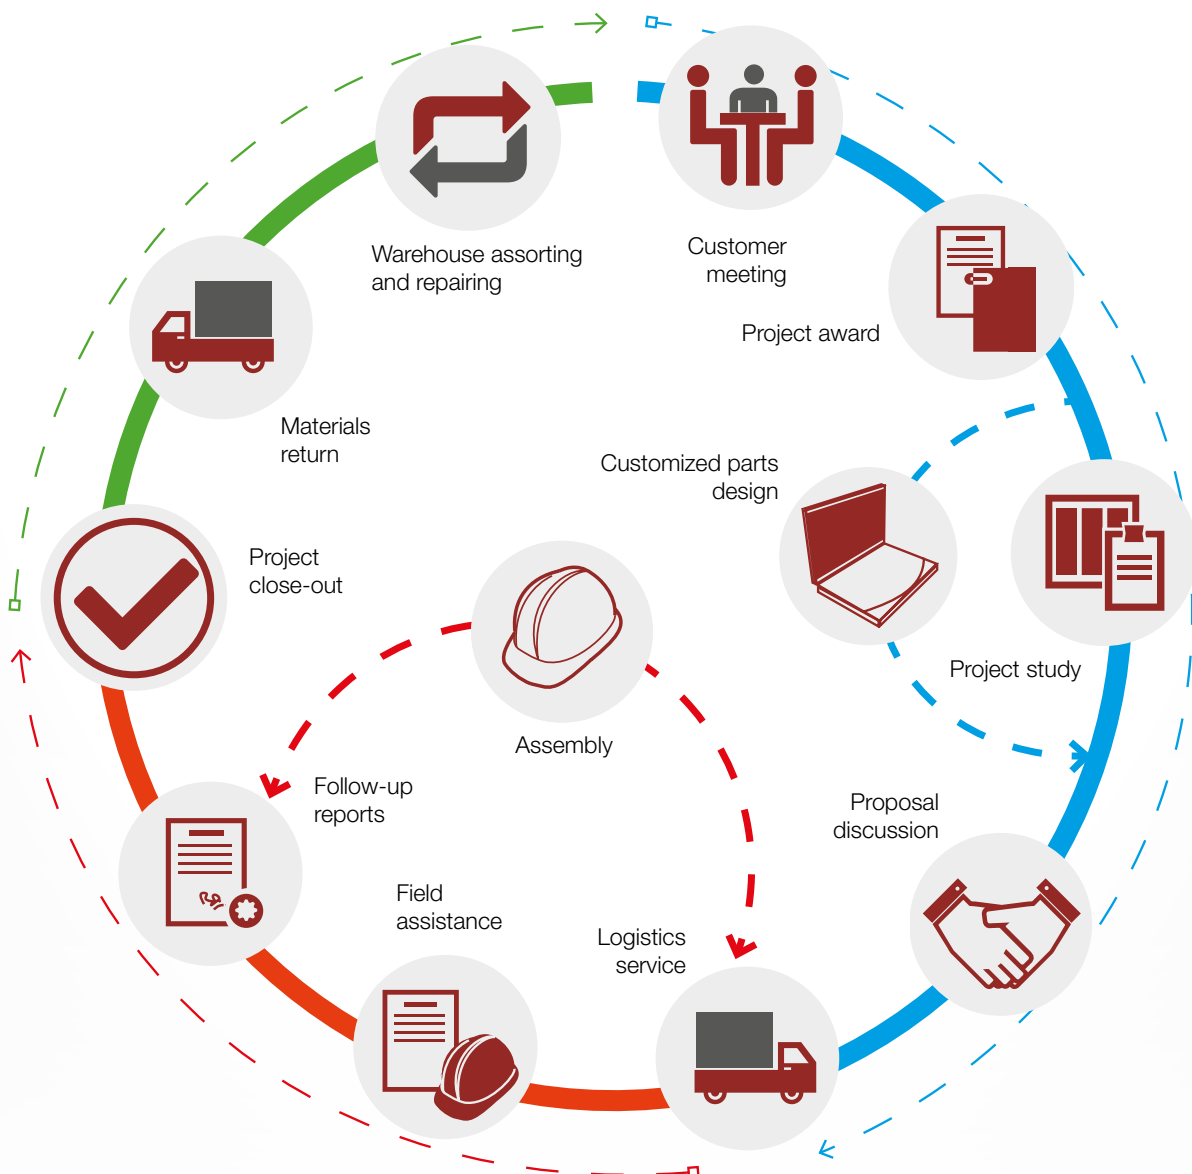 Customer
meeting
Project award
Customized parts
design
Project study
Proposal
discussion
Logistics
service
Assembly
Field
assistance
Follow-up
reports
Project
close-out
Materials
return
Warehouse assorting
and repairing